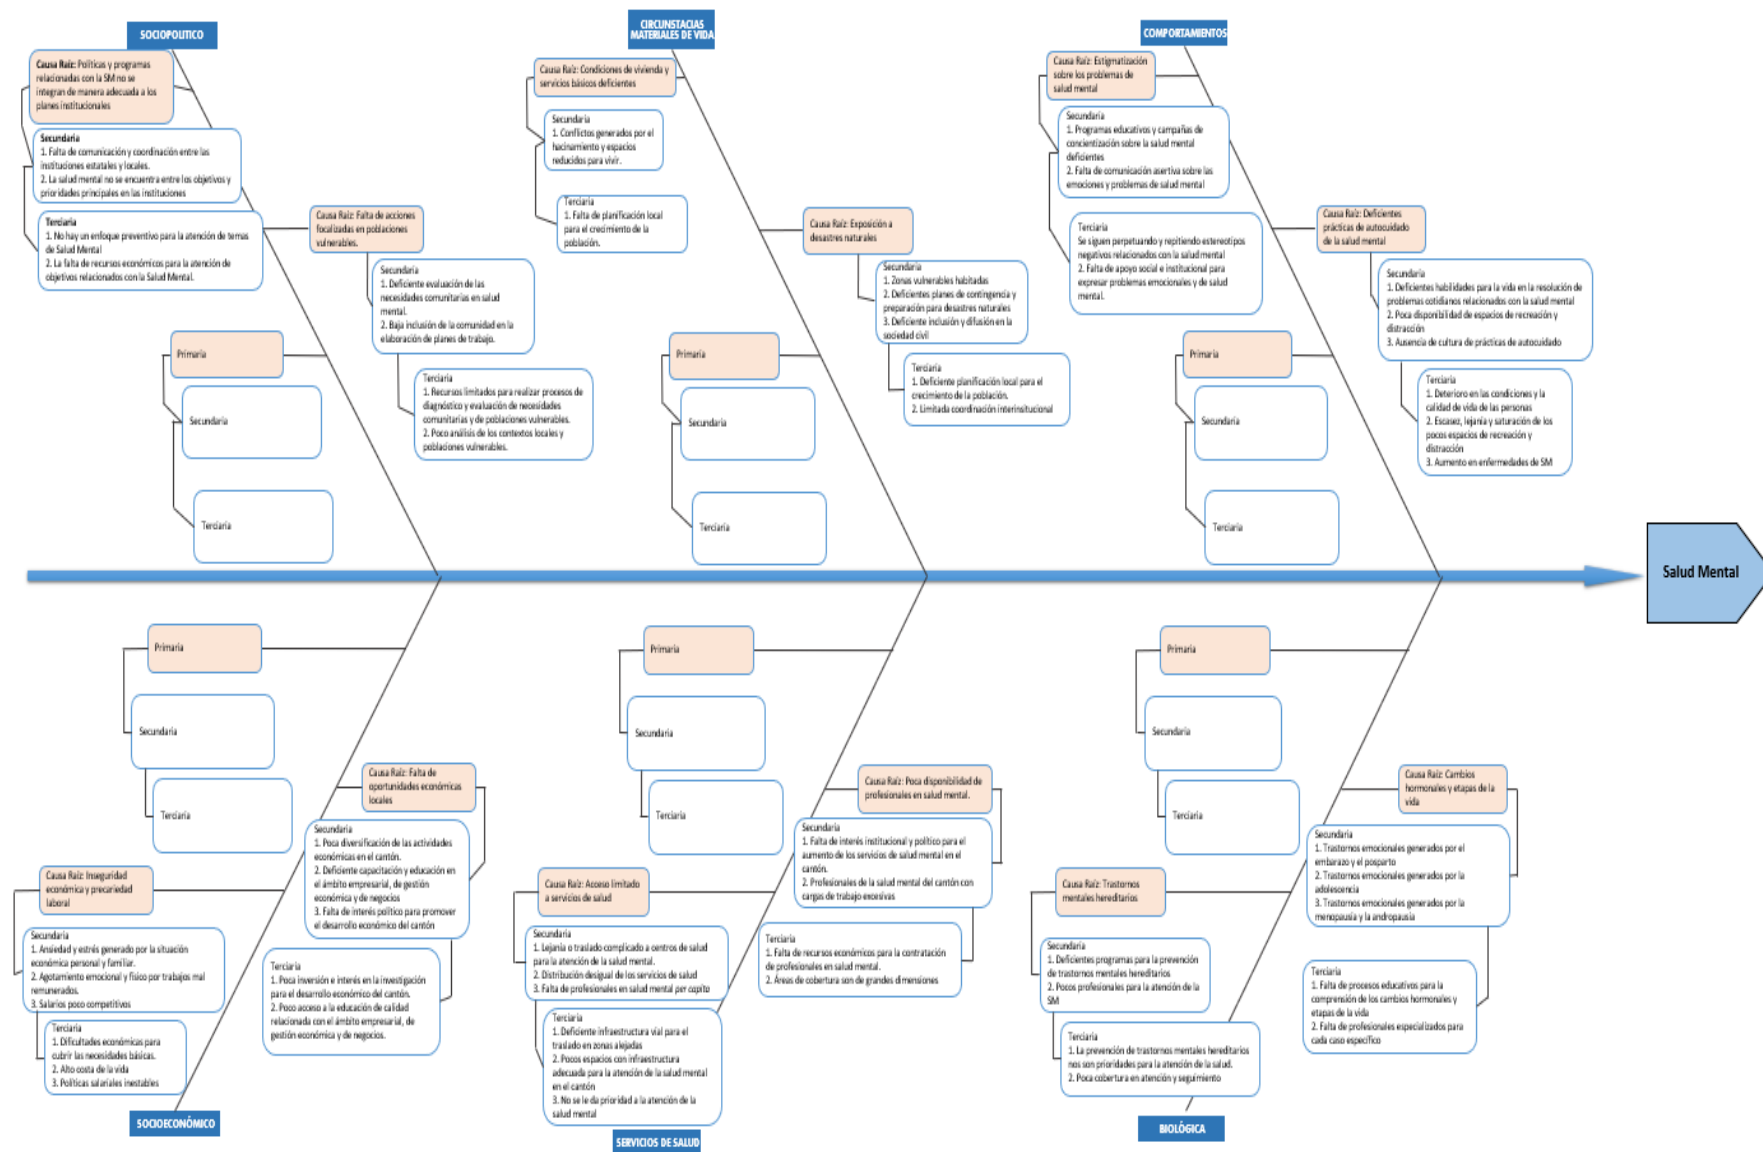 SOCIOPOLITICO
Causa Raíz: Políticas y programas
relacionadas con la SM no se
integran de manera adecuada a los
planes institucionales
Secundaria
1. Falta de comunicación y coordinación entre las
instituciones estatales y locales.
2. La salud mental no se encuentra entre los objetivos y
prioridades principales en las instituciones
Terciaria
1. No hay un enfoque preventivo para la atención de temas
de Salud Mental
2. La falta de recursos económicos para la atención de
objetivos relacionados con la Salud Mental.
Causa Raíz: Falta de acciones
focalizadas en poblaciones
vulnerables.
Secundaria
1. Deficiente evaluación de las
necesidades comunitarias en salud
mental.
2. Baja inclusión de la comunidad en la
elaboración de planes de trabajo.
Terciaria
1. Recursos limitados para realizar procesos de
diagnóstico y evaluación de necesidades
comunitarias y de poblaciones vulnerables.
2. Poco análisis de los contextos locales y
poblaciones vulnerables.
Primaria
Secundaria
Terciaria
CIRCUNSTACIAS
MATERIALES DE VIDA
Causa Raíz: Condiciones de vivienda y
servicios básicos deficientes
Secundaria
1. Conflictos generados por el
hacinamiento y espacios
reducidos para vivir.
Terciaria
1. Falta de planificación local
para el crecimiento de la
población.
Causa Raíz: Exposición a
desastres naturales
Secundaria
1. Zonas vulnerables habitadas
2. Deficientes planes de contingencia y
preparación para desastres naturales
3. Deficiente inclusión y difusión en la
sociedad civil
Terciaria
1. Deficiente planificación local para el
crecimiento de la población.
2. Limitada coordinación interinsitucional
Primaria
Secundaria
Terciaria
COMPORTAMIENTOS
Causa Raíz: Estigmatización
sobre los problemas de
salud mental
Secundaria
1. Programas educativos y campañas de
concientización sobre la salud mental
deficientes
2. Falta de comunicación asertiva sobre las
emociones y problemas de salud mental
Terciaria
Se siguen perpetuando y repitiendo estereotipos
negativos relacionados con la salud mental
2. Falta de apoyo social e institucional para
expresar problemas emocionales y de salud
mental.
Causa Raíz: Deficientes
prácticas de autocuidado
de la salud mental
Secundaria
1. Deficientes habilidades para la vida en la resolución de
problemas cotidianos relacionados con la salud mental
2. Poca disponibilidad de espacios de recreación y
distracción
3. Ausencia de cultura de prácticas de autocuidado
Terciaria
1. Deterioro en las condiciones y la
calidad de vida de las personas
2. Escasez, lejanía y saturación de los
pocos espacios de recreación y
distracción
3. Aumento en enfermedades de SM
Primaria
Secundaria
Terciaria
Salud Mental
Primaria
Secundaria
Terciaria
Causa Raíz: Falta de
oportunidades económicas
locales
Secundaria
1. Poca diversificación de las actividades
económicas en el cantón.
2. Deficiente capacitación y educación en
el ámbito empresarial, de gestión
económica y de negocios
3. Falta de interés político para promover
el desarrollo económico del cantón
Terciaria
1. Poca inversión e interés en la investigación
para el desarrollo económico del cantón.
2. Poco acceso a la educación de calidad
relacionada con el ámbito empresarial, de
gestión económica y de negocios.
Causa Raíz: Inseguridad
económica y precariedad
laboral
Secundaria
1. Ansiedad y estrés generado por la situación
económica personal y familiar.
2. Agotamiento emocional y físico por trabajos mal
remunerados.
3. Salarios poco competitivos
Terciaria
1. Dificultades económicas para
cubrir las necesidades básicas.
2. Alto costa de la vida
3. Políticas salariales inestables
SOCIOECONÓMICO
Primaria
Secundaria
Terciaria
Causa Raíz: Poca disponibilidad de
profesionales en salud mental.
Secundaria
1. Falta de interés institucional y político para el
aumento de los servicios de salud mental en el
cantón.
2. Profesionales de la salud mental del cantón con
cargas de trabajo excesivas
Terciaria
1. Falta de recursos económicos para la contratación
de profesionales en salud mental.
2. Áreas de cobertura son de grandes dimensiones
Causa Raíz: Acceso limitado
a servicios de salud
Secundaria
1. Lejanía o traslado complicado a centros de salud
para la atención de la salud mental.
2. Distribución desigual de los servicios de salud
3. Falta de profesionales en salud mental per capita
Terciaria
1. Deficiente infraestructura vial para el
traslado en zonas alejadas
2. Pocos espacios con infraestructura
adecuada para la atención de la salud mental
en el cantón
3. No se le da prioridad a la atención de la
salud mental
SERVICIOS DE SALUD
Primaria
Secundaria
Terciaria
Causa Raíz: Cambios
hormonales y etapas de la
vida
Secundaria
1. Trastornos emocionales generados por el
embarazo y el posparto
2. Trastornos emocionales generados por la
adolescencia
3. Trastornos emocionales generados por la
menopausia y la andropausia
Terciaria
1. Falta de procesos educativos para la
comprensión de los cambios hormonales y
etapas de la vida
2. Falta de profesionales especializados para
cada caso específico
Causa Raíz: Trastornos
mentales hereditarios
Secundaria
1. Deficientes programas para la prevención
de trastornos mentales hereditarios
2. Pocos profesionales para la atención de la
SM
Terciaria
1. La prevención de trastornos mentales hereditarios
nos son prioridades para la atención de la salud.
2. Poca cobertura en atención y seguimiento
BIOLÓGICA